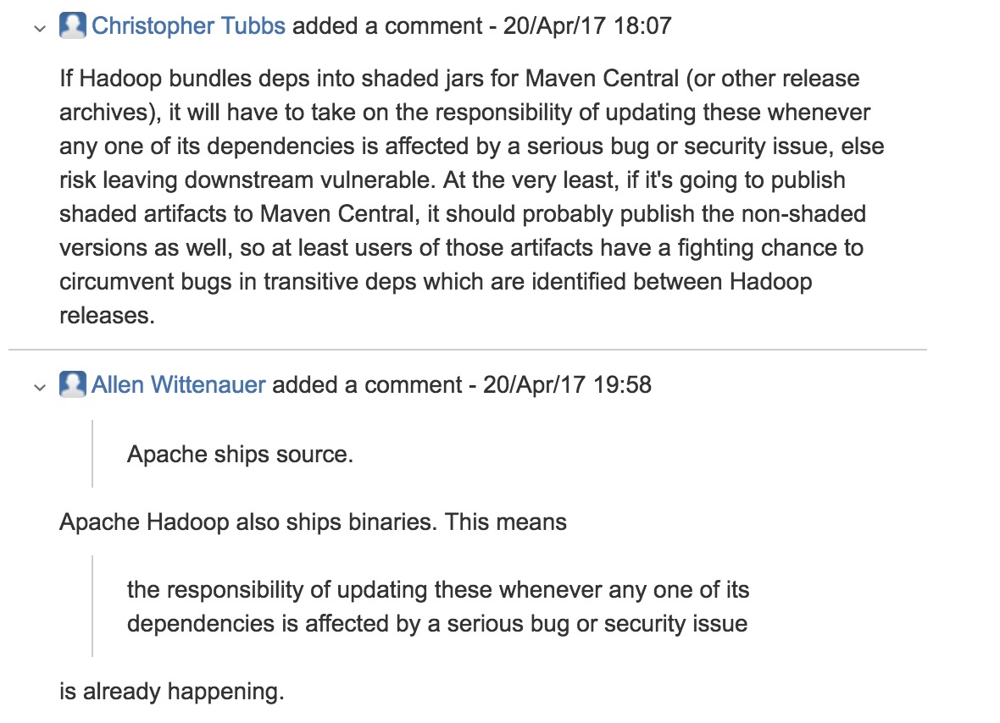 Christopher Tubbs added a comment - 20/Apr/17 18:07
If Hadoop bundles deps into shaded jars for Maven Central (or other release
archives), it will have to take on the responsibility of updating these whenever
any one of its dependencies is affected by a serious bug or security issue, else
risk leaving downstream vulnerable. At the very least, if it's going to publish
shaded artifacts to Maven Central, it should probably publish the non-shaded
versions as well, so at least users of those artifacts have a fighting chance to
circumvent bugs in transitive deps which are identified between Hadoop
releases.
Allen Wittenauer added a comment - 20/Apr/17 19:58
Apache ships source.
Apache Hadoop also ships binaries. This means
the responsibility of updating these whenever any one of its
dependencies is affected by a serious bug or security issue
is already happening.